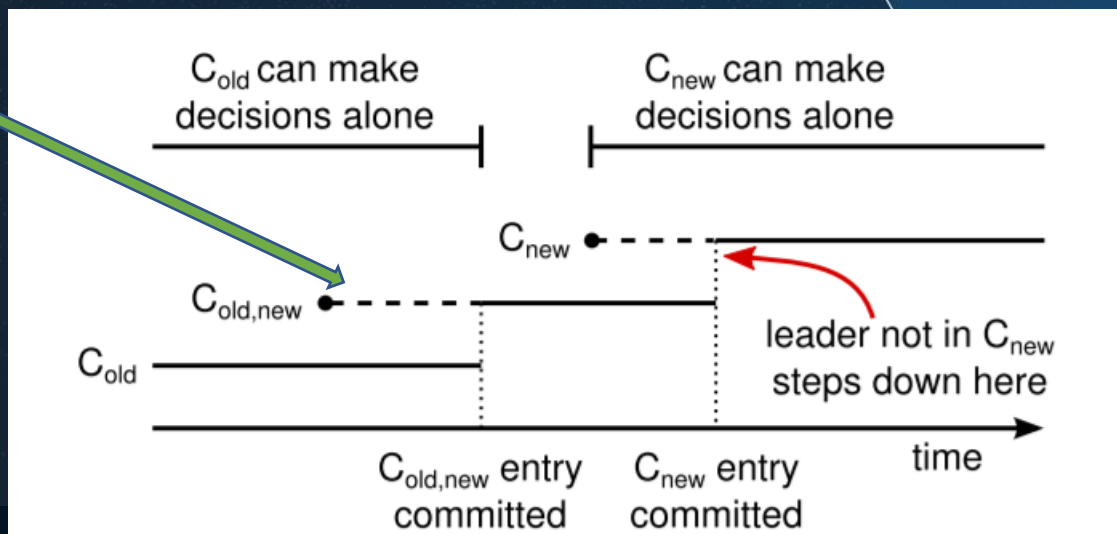 C_old can make
decisions alone
C_new can make
decisions alone
C_new
C_old,new
C_old
leader not in C_new
steps down here
time
C_old,new entry
committed
C_new entry
committed